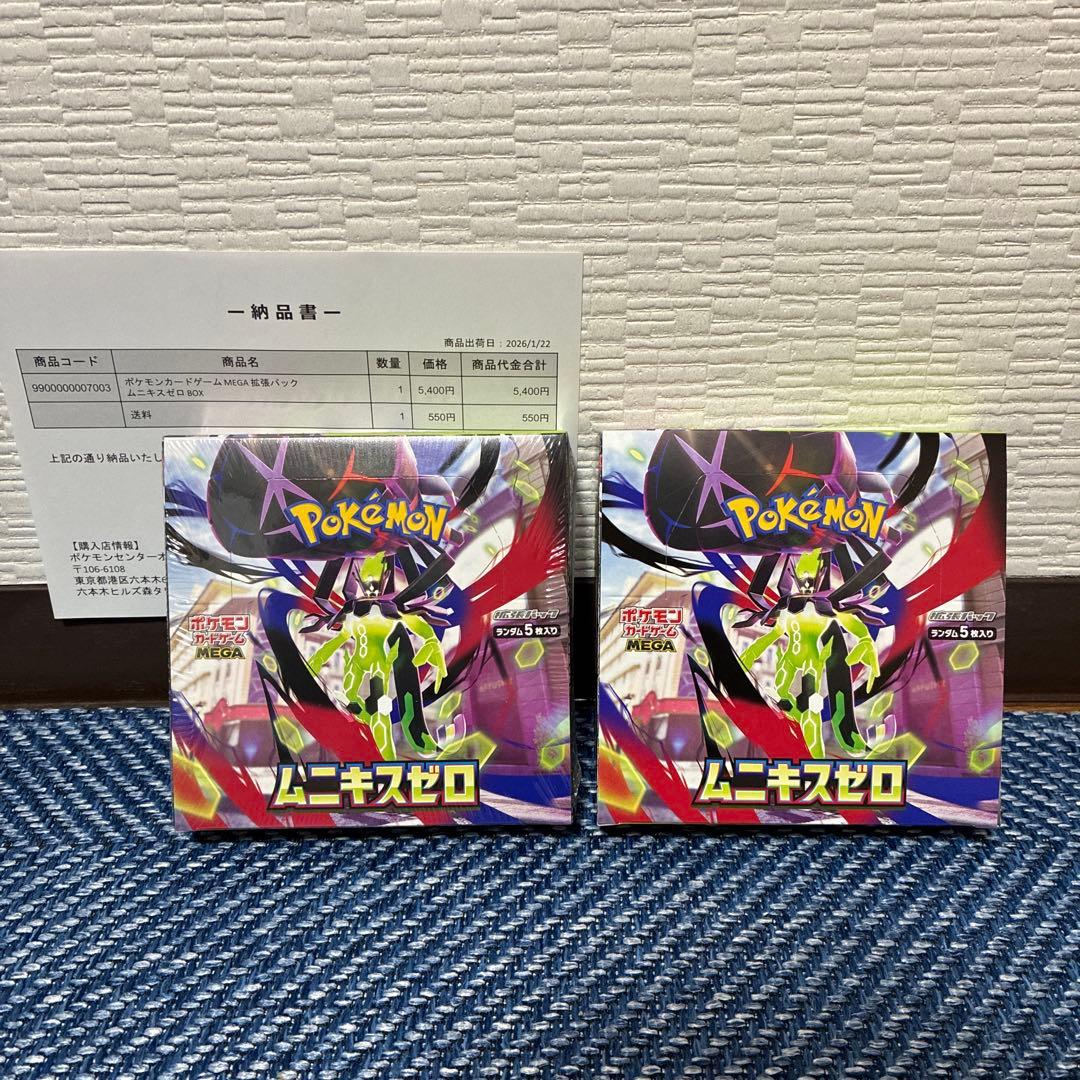 ー納品書ー
商品出荷日：2026/1/22
商品コード 商品名 数量 価格 商品代金合計
9900000007003 ポケモンカードゲーム MEGA 拡張パック 1 5,400円 5,400円
ムニキスゼロ BOX
送料 1 550円 550円
上記の通り納品いたし
【購入店情報】
ポケモンセンターオ
〒106-6108
東京都港区六本木6
六本木ヒルズ森タ
POKéMON
ポケモン
カードゲーム
MEGA
拡張パック
ランダム5枚入り
ムニキスゼロ
POKéMON
ポケモン
カードゲーム
MEGA
拡張パック
ランダム5枚入り
ムニキスゼロ